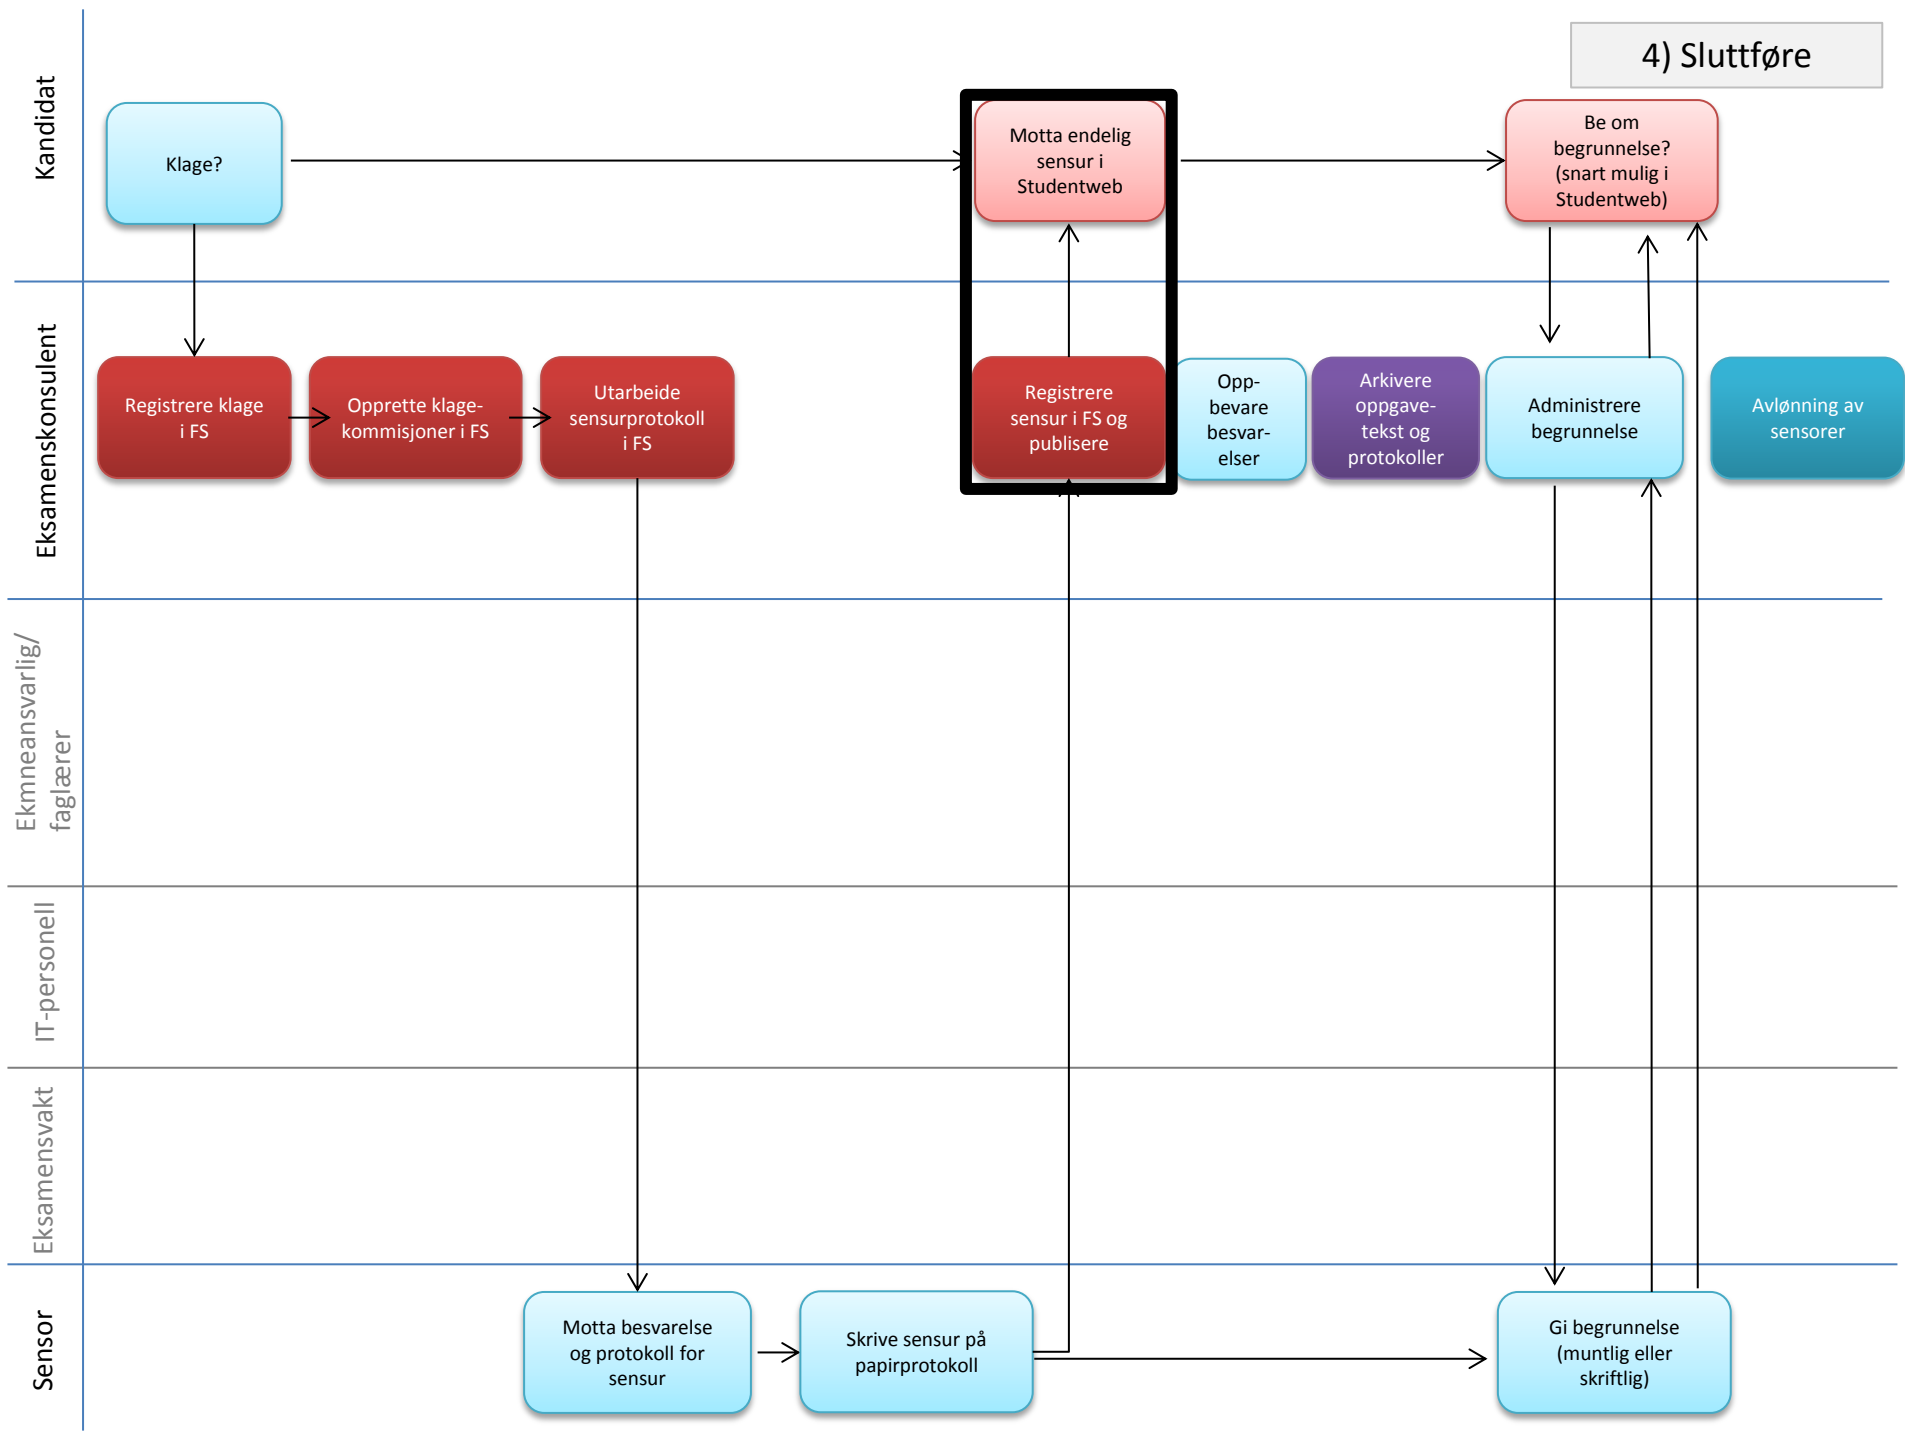 4) Sluttføre
Kandidat
Klage?
Motta endelig
sensur i
Studentweb
Be om
begrunnelse?
(snart mulig i
Studentweb)
Eksamenskonsulent
Registrere klage
i FS
Opprette klage-
kommisjoner i FS
Utarbeide
sensurprotokoll
i FS
Registrere
sensur i FS og
publisere
Opp-
bevare
besvar-
elser
Arkivere
oppgave-
tekst og
protokoller
Administrere
begrunnelse
Avlønning av
sensorer
Ekmneansvarlig/
faglærer
IT-personell
Eksamensvakt
Sensor
Motta besvarelse
og protokoll for
sensur
Skrive sensur på
papirprotokoll
Gi begrunnelse
(muntlig eller
skriftlig)